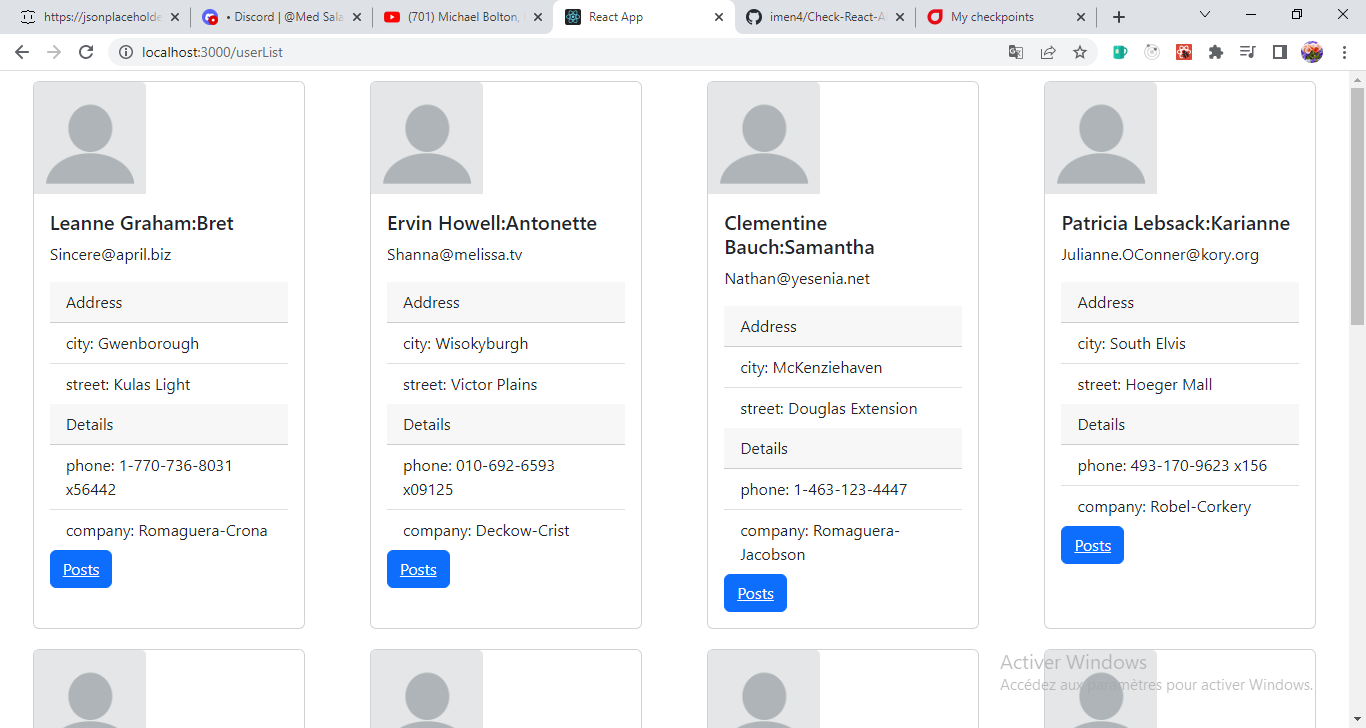 https://jsonplaceholde
• Discord | @Med Sala
(701) Michael Bolton,
React App
imen4/Check-React-A
My checkpoints
localhost:3000/userList
Leanne Graham:Bret
Sincere@april.biz
Address
city: Gwenborough
street: Kulas Light
Details
phone: 1-770-736-8031
x56442
company: Romaguera-Crona
Posts
Ervin Howell:Antonette
Shanna@melissa.tv
Address
city: Wisokyburgh
street: Victor Plains
Details
phone: 010-692-6593
x09125
company: Deckow-Crist
Posts
Clementine
Bauch:Samantha
Nathan@yesenia.net
Address
city: McKenziehaven
street: Douglas Extension
Details
phone: 1-463-123-4447
company: Romaguera-
Jacobson
Posts
Patricia Lebsack:Karianne
Julianne.OConner@kory.org
Address
city: South Elvis
street: Hoeger Mall
Details
phone: 493-170-9623 x156
company: Robel-Corkery
Posts
Activer Windows
Accédez aux paramètres pour activer Windows.